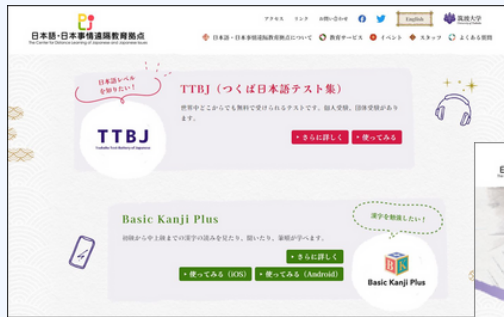 アクセス リンク お問い合わせ English 筑波大学
日本語・日本事情遠隔教育拠点
The Center for Distance Learning of Japanese and Japanese Issues
日本語・日本事情遠隔教育拠点について 教育サービス イベント スタッフ よくある質問
日本語レベル
を知りたい!
TTBJ
Tsukuba Test-Battery of Japanese
TTBJ(つくば日本語テスト集)
世界中どこからでも無料で受けられるテストです。個人受験、団体受験があり
ます。
さらに詳しく 使ってみる
Basic Kanji Plus
初級から中上級までの漢字の読みを見たり、聞いたり、筆順が学べます。
さらに詳しく
使ってみる(iOS) 使ってみる(Android)
漢字を勉強したい!
B K
Basic Kanji Plus